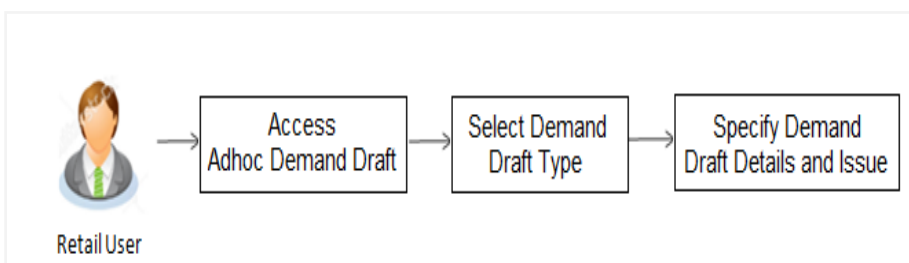 Access
Adhoc Demand Draft
Select Demand
Draft Type
Specify Demand
Draft Details and Issue
Retail User